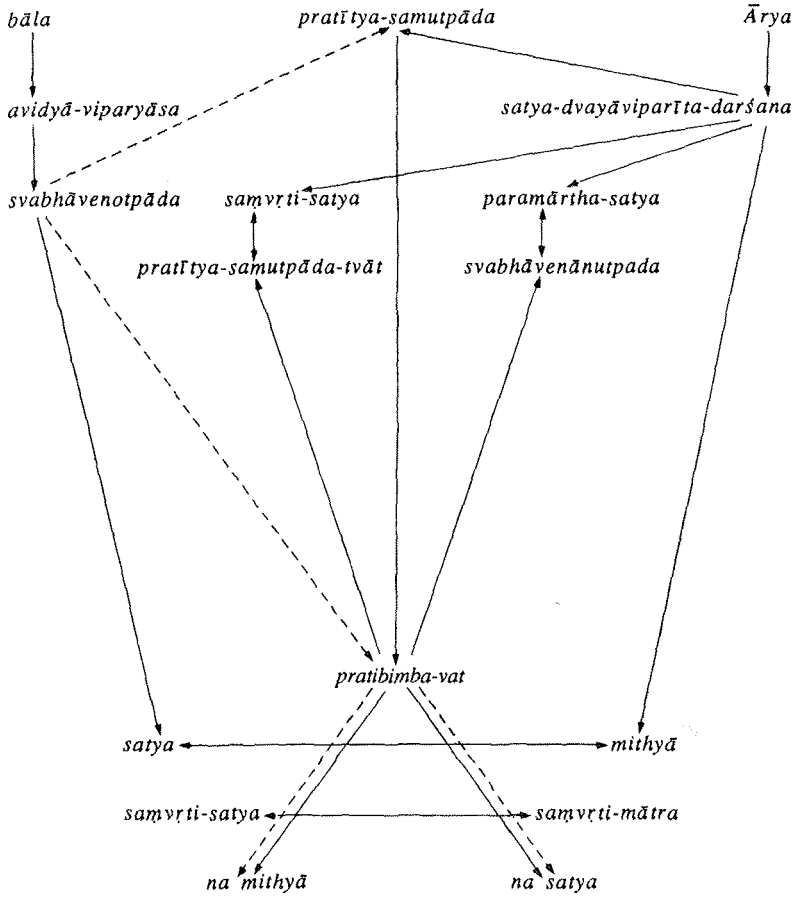 bāla
pratītya-samutpāda
Ārya
avidyā-viparyāsa
satya-dvayāviparīta-darśana
svabhāvenotpāda
saṃvṛti-satya
paramārtha-satya
pratītya-samutpāda-tvāt
svabhāvenānutpada
pratibimba-vat
satya
mithyā
saṃvṛti-satya
saṃvṛti-mātra
na mithyā
na satya